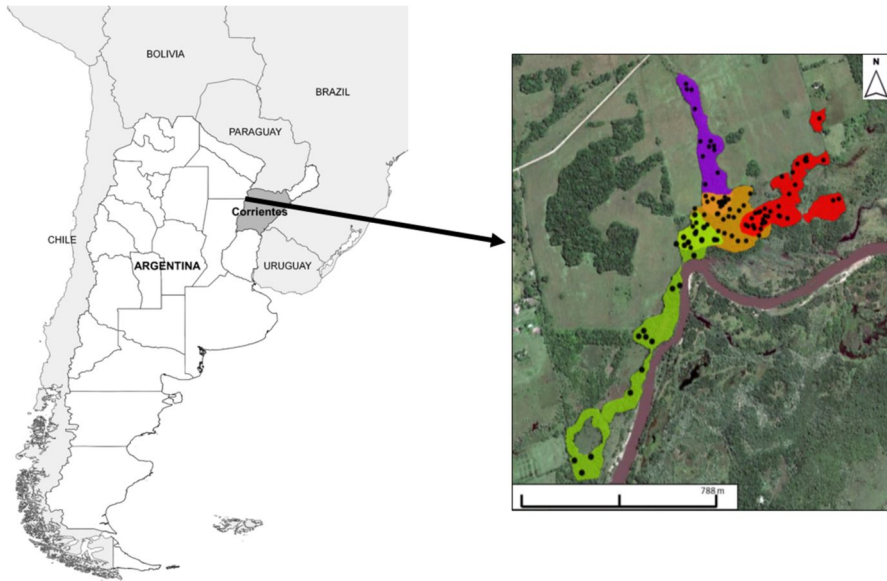 BOLIVIA
BRAZIL
PARAGUAY
Corrientes
CHILE
ARGENTINA
URUGUAY
N
788 m